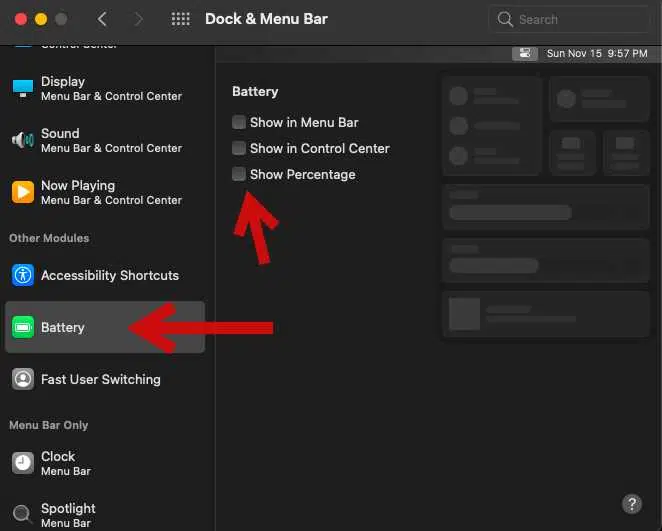 Dock & Menu Bar
Search
Sun Nov 15 9:57 PM
Control Center
Display
Menu Bar & Control Center
Sound
Menu Bar & Control Center
Now Playing
Menu Bar & Control Center
Other Modules
Accessibility Shortcuts
Battery
Fast User Switching
Menu Bar Only
Clock
Menu Bar
Spotlight
Menu Bar
Battery
Show in Menu Bar
Show in Control Center
Show Percentage
?